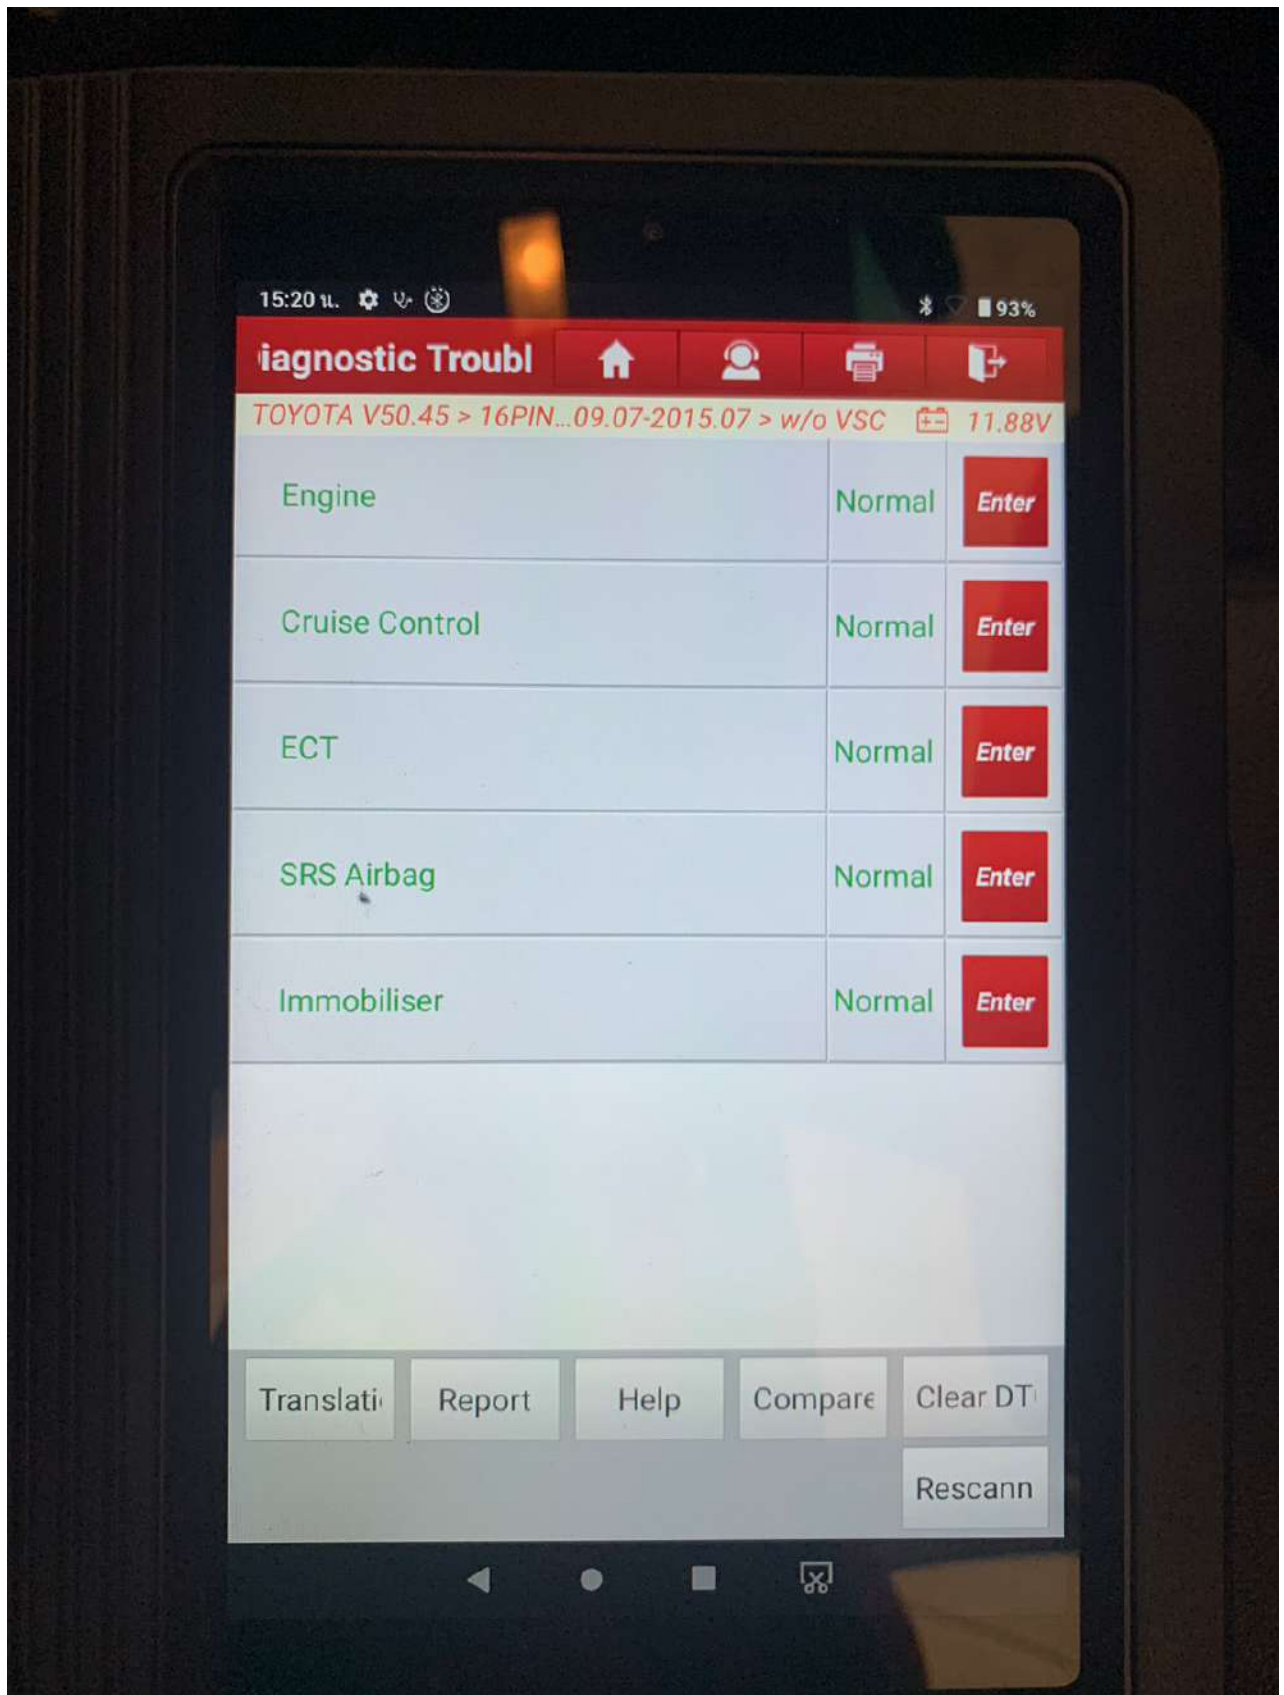 15:20 น. 93%
iagnostic Troubl
TOYOTA V50.45 > 16PIN...09.07-2015.07 > w/o VSC 11.88V
Engine Normal Enter
Cruise Control Normal Enter
ECT Normal Enter
SRS Airbag Normal Enter
Immobiliser Normal Enter
Translati Report Help Compare Clear DT
Rescann